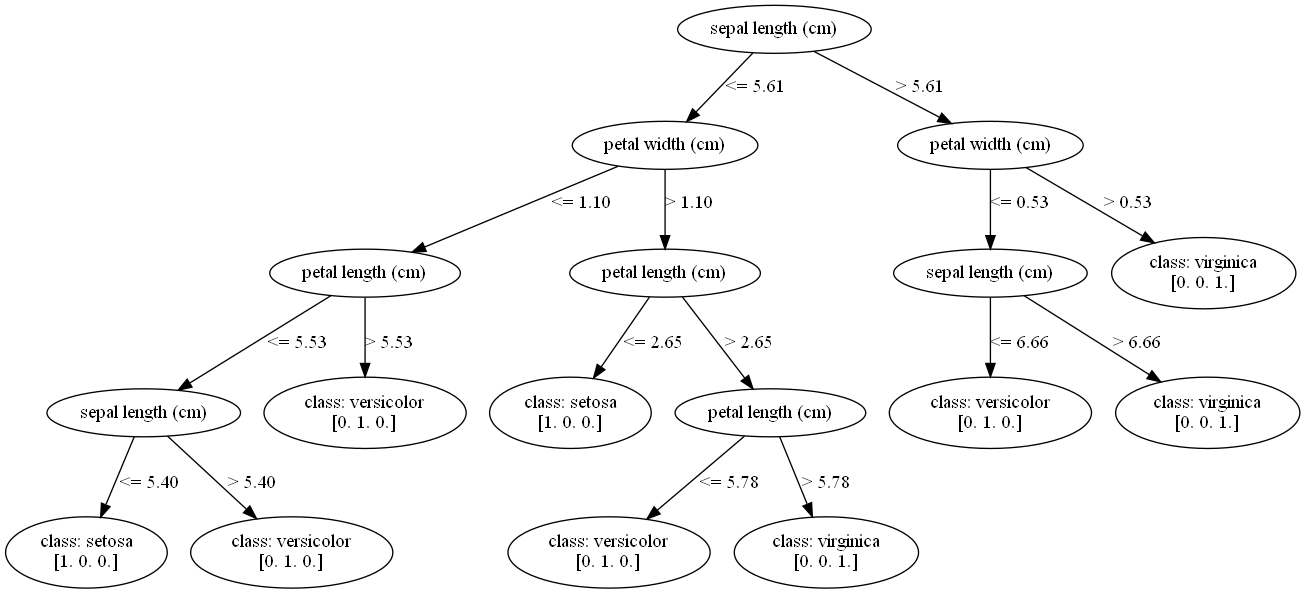 sepal length (cm)
<= 5.61
> 5.61
petal width (cm)
petal width (cm)
<= 1.10
> 1.10
<= 0.53
> 0.53
petal length (cm)
petal length (cm)
sepal length (cm)
class: virginica
[0. 0. 1.]
<= 5.53
> 5.53
<= 2.65
> 2.65
<= 6.66
> 6.66
sepal length (cm)
class: versicolor
[0. 1. 0.]
class: setosa
[1. 0. 0.]
petal length (cm)
class: versicolor
[0. 1. 0.]
class: virginica
[0. 0. 1.]
<= 5.40
> 5.40
<= 5.78
> 5.78
class: setosa
[1. 0. 0.]
class: versicolor
[0. 1. 0.]
class: versicolor
[0. 1. 0.]
class: virginica
[0. 0. 1.]